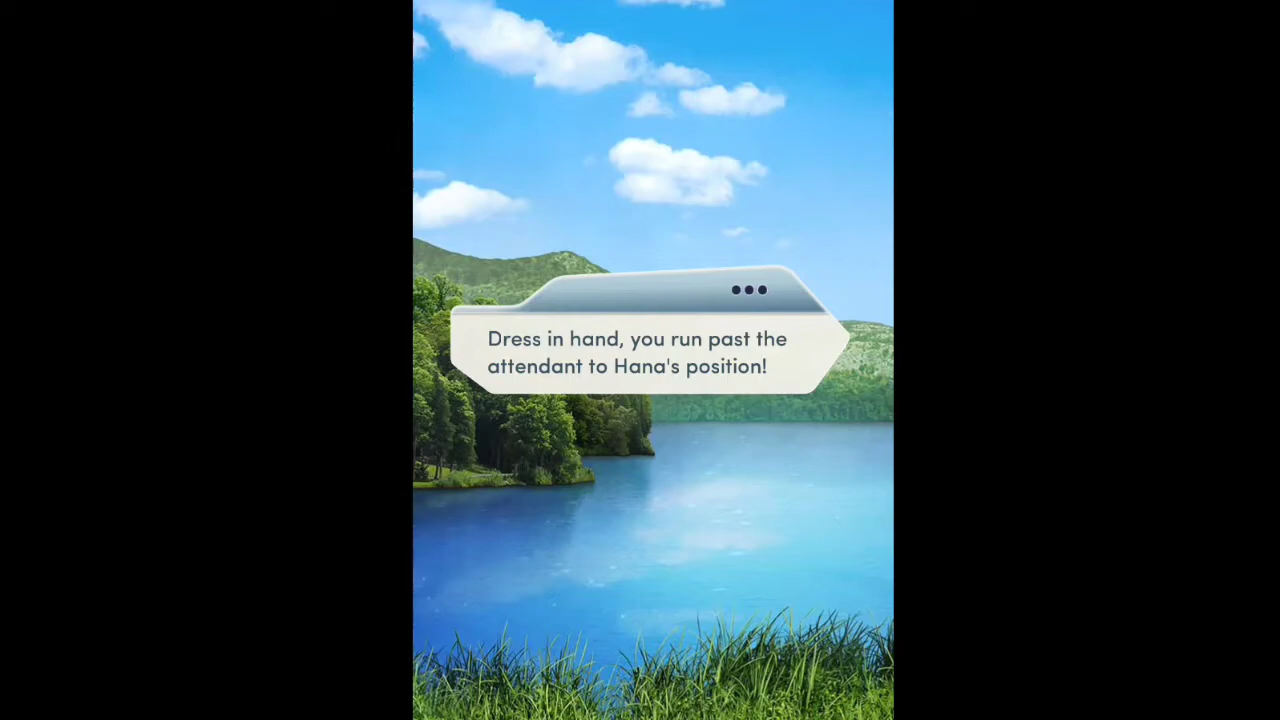 Dress in hand, you run past the
attendant to Hana's position!